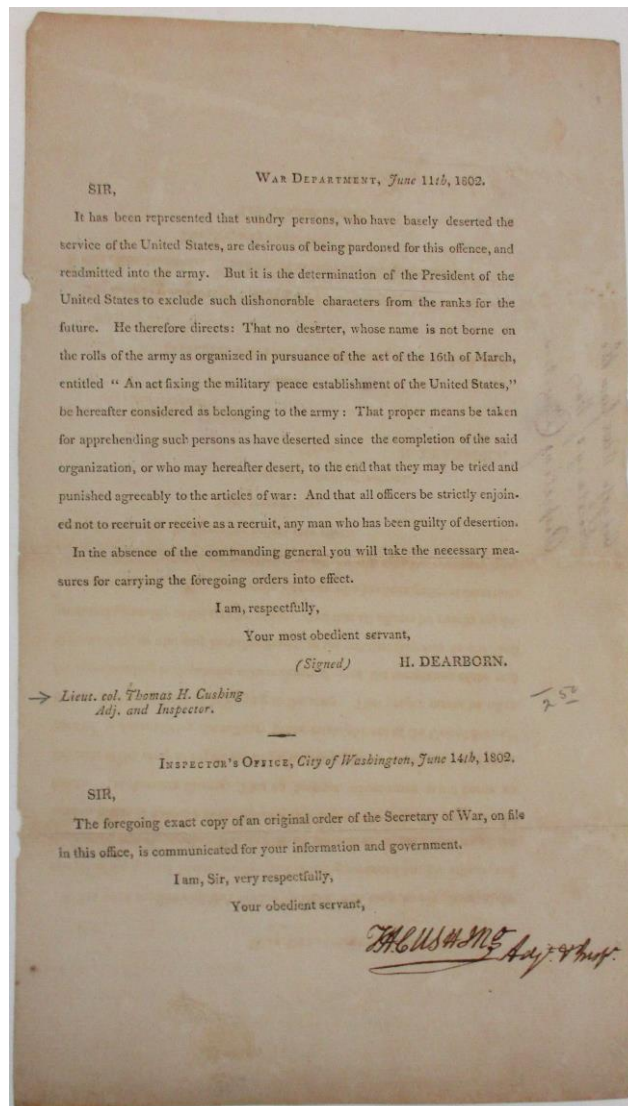 WAR DEPARTMENT, June 11th, 1802.
SIR,
It has been represented that sundry persons, who have basely deserted the
service of the United States, are desirous of being pardoned for this offence, and
readmitted into the army. But it is the determination of the President of the
United States to exclude such dishonorable characters from the ranks for the
future. He therefore directs: That no deserter, whose name is not borne on
the rolls of the army as organized in pursuance of the act of the 16th of March,
entitled “ An act fixing the military peace establishment of the United States,”
be hereafter considered as belonging to the army : That proper means be taken
for apprehending such persons as have deserted since the completion of the said
organization, or who may hereafter desert, to the end that they may be tried and
punished agreeably to the articles of war: And that all officers be strictly enjoin-
ed not to recruit or receive as a recruit, any man who has been guilty of desertion.
In the absence of the commanding general you will take the necessary mea-
sures for carrying the foregoing orders into effect.
I am, respectfully,
Your most obedient servant,
(Signed) H. DEARBORN.
Lieut. col. Thomas H. Cushing
Adj. and Inspector.
2 50
INSPECTOR'S OFFICE, City of Washington, June 14th, 1802.
SIR,
The foregoing exact copy of an original order of the Secretary of War, on file
in this office, is communicated for your information and government.
I am, Sir, very respectfully,
Your obedient servant,
THCUSHING Adjt. & Insp.